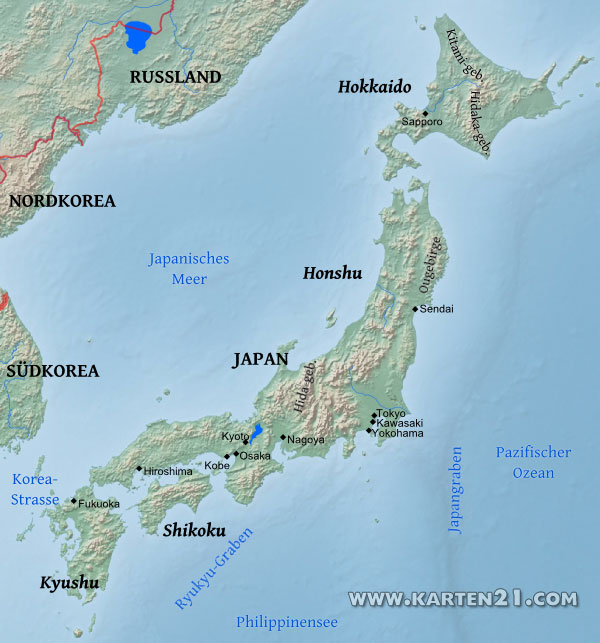 RUSSLAND
Hokkaido
Kitami-geb.
Hidaka-geb.
Sapporo
NORDKOREA
Japanisches
Meer
Honshu
Ougebirge
Sendai
JAPAN
SÜDKOREA
Hida-geb.
Tokyo
Kawasaki
Yokohama
Kyoto
Nagoya
Osaka
Kobe
Hiroshima
Korea-
Strasse
Fukuoka
Japangraben
Pazifischer
Ozean
Shikoku
Ryukyu-Graben
Kyushu
Philippinensee
WWW.KARTEN21.COM